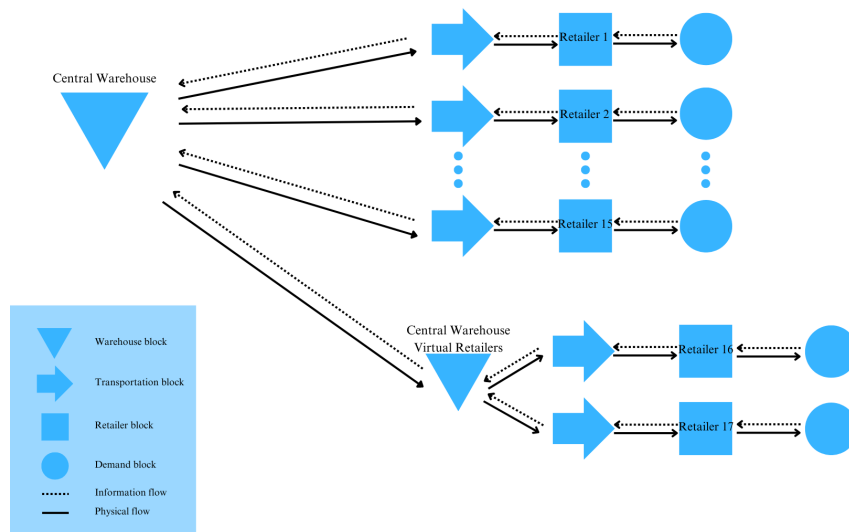 Retailer 1
Central Warehouse
Retailer 2
Retailer 15
Central Warehouse
Virtual Retailers
Retailer 16
Retailer 17
Warehouse block
Transportation block
Retailer block
Demand block
Information flow
Physical flow